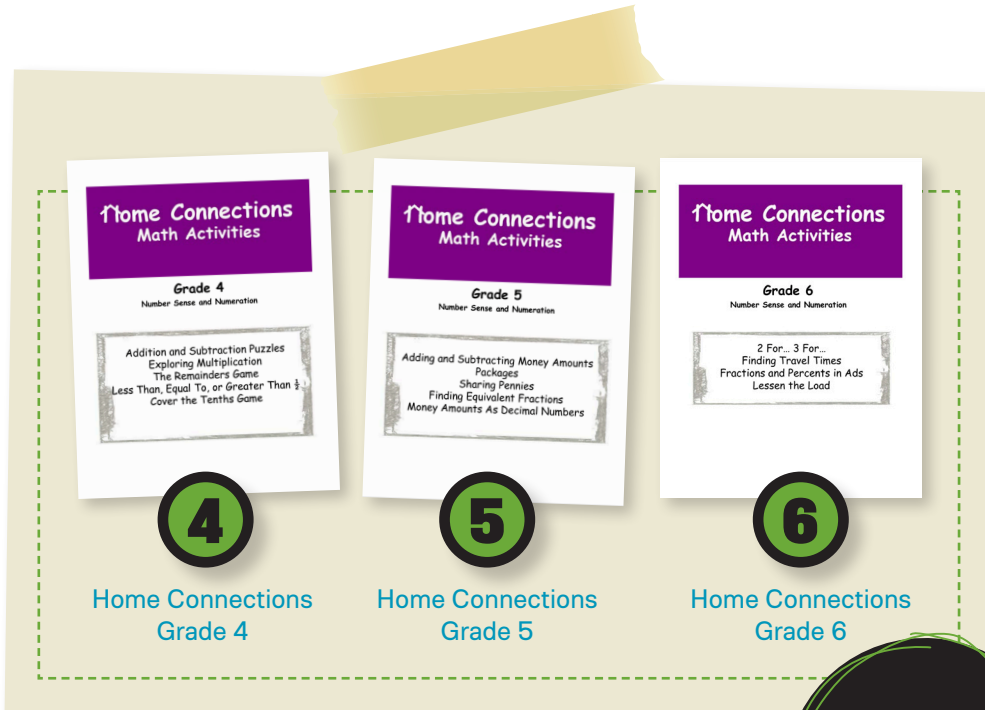 Home Connections
Math Activities
Grade 4
Number Sense and Numeration
Addition and Subtraction Puzzles
Exploring Multiplication
The Remainders Game
Less Than, Equal To, or Greater Than ½
Cover the Tenths Game
4
Home Connections
Grade 4
Home Connections
Math Activities
Grade 5
Number Sense and Numeration
Adding and Subtracting Money Amounts
Packages
Sharing Pennies
Finding Equivalent Fractions
Money Amounts As Decimal Numbers
5
Home Connections
Grade 5
Home Connections
Math Activities
Grade 6
Number Sense and Numeration
2 For… 3 For…
Finding Travel Times
Fractions and Percents in Ads
Lessen the Load
6
Home Connections
Grade 6